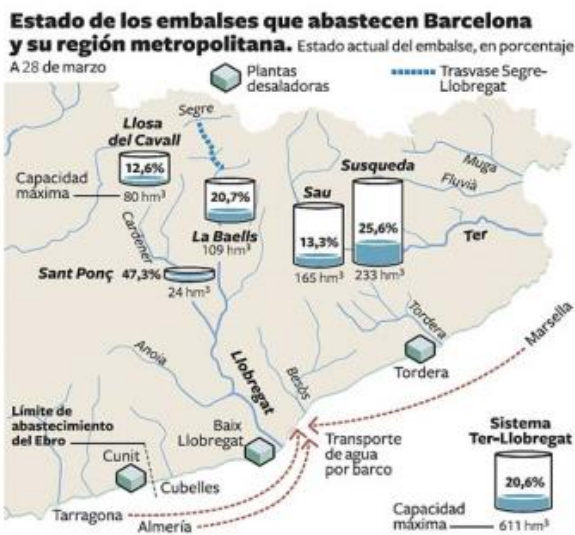 Estado de los embalses que abastecen Barcelona
y su región metropolitana. Estado actual del embalse, en porcentaje
A 28 de marzo
Plantas
desaladoras
Trasvase Segre-
Llobregat
Segre
Llosa
del Cavall
12,6%
Capacidad
máxima
80 hm³
Cardener
20,7%
La Baells
109 hm³
Sau
13,3%
165 hm³
Susqueda
25,6%
233 hm³
Muga
Fluvià
Ter
Sant Ponç 47,3%
24 hm³
Anoia
Llobregat
Besòs
Tordera
Tordera
Marsella
Límite de
abastecimiento
del Ebro
Baix
Llobregat
Cunit
Cubelles
Transporte
de agua
por barco
Tarragona
Almería
Sistema
Ter-Llobregat
20,6%
Capacidad
máxima
611 hm³